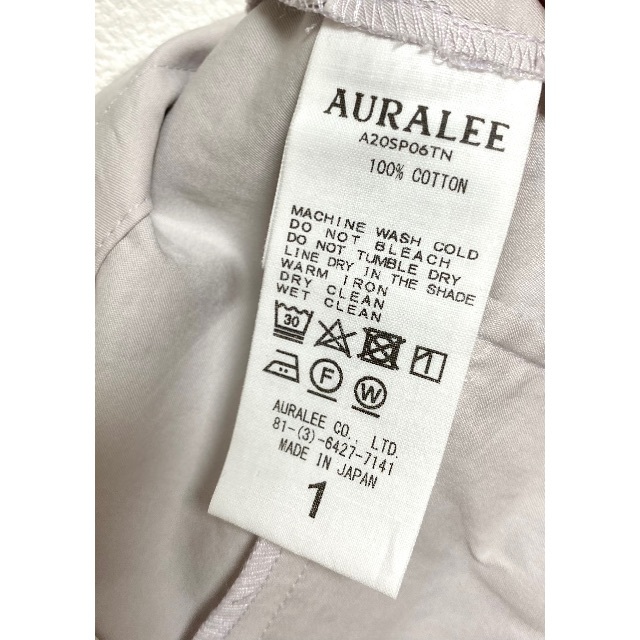 AURALEE
A20SP06TN
100% COTTON
MACHINE WASH COLD
DO NOT BLEACH
DO NOT TUMBLE DRY
LINE DRY IN THE SHADE
WARM IRON
DRY CLEAN
WET CLEAN
30
F W
AURALEE CO., LTD.
81-(3)-6427-7141
MADE IN JAPAN
1